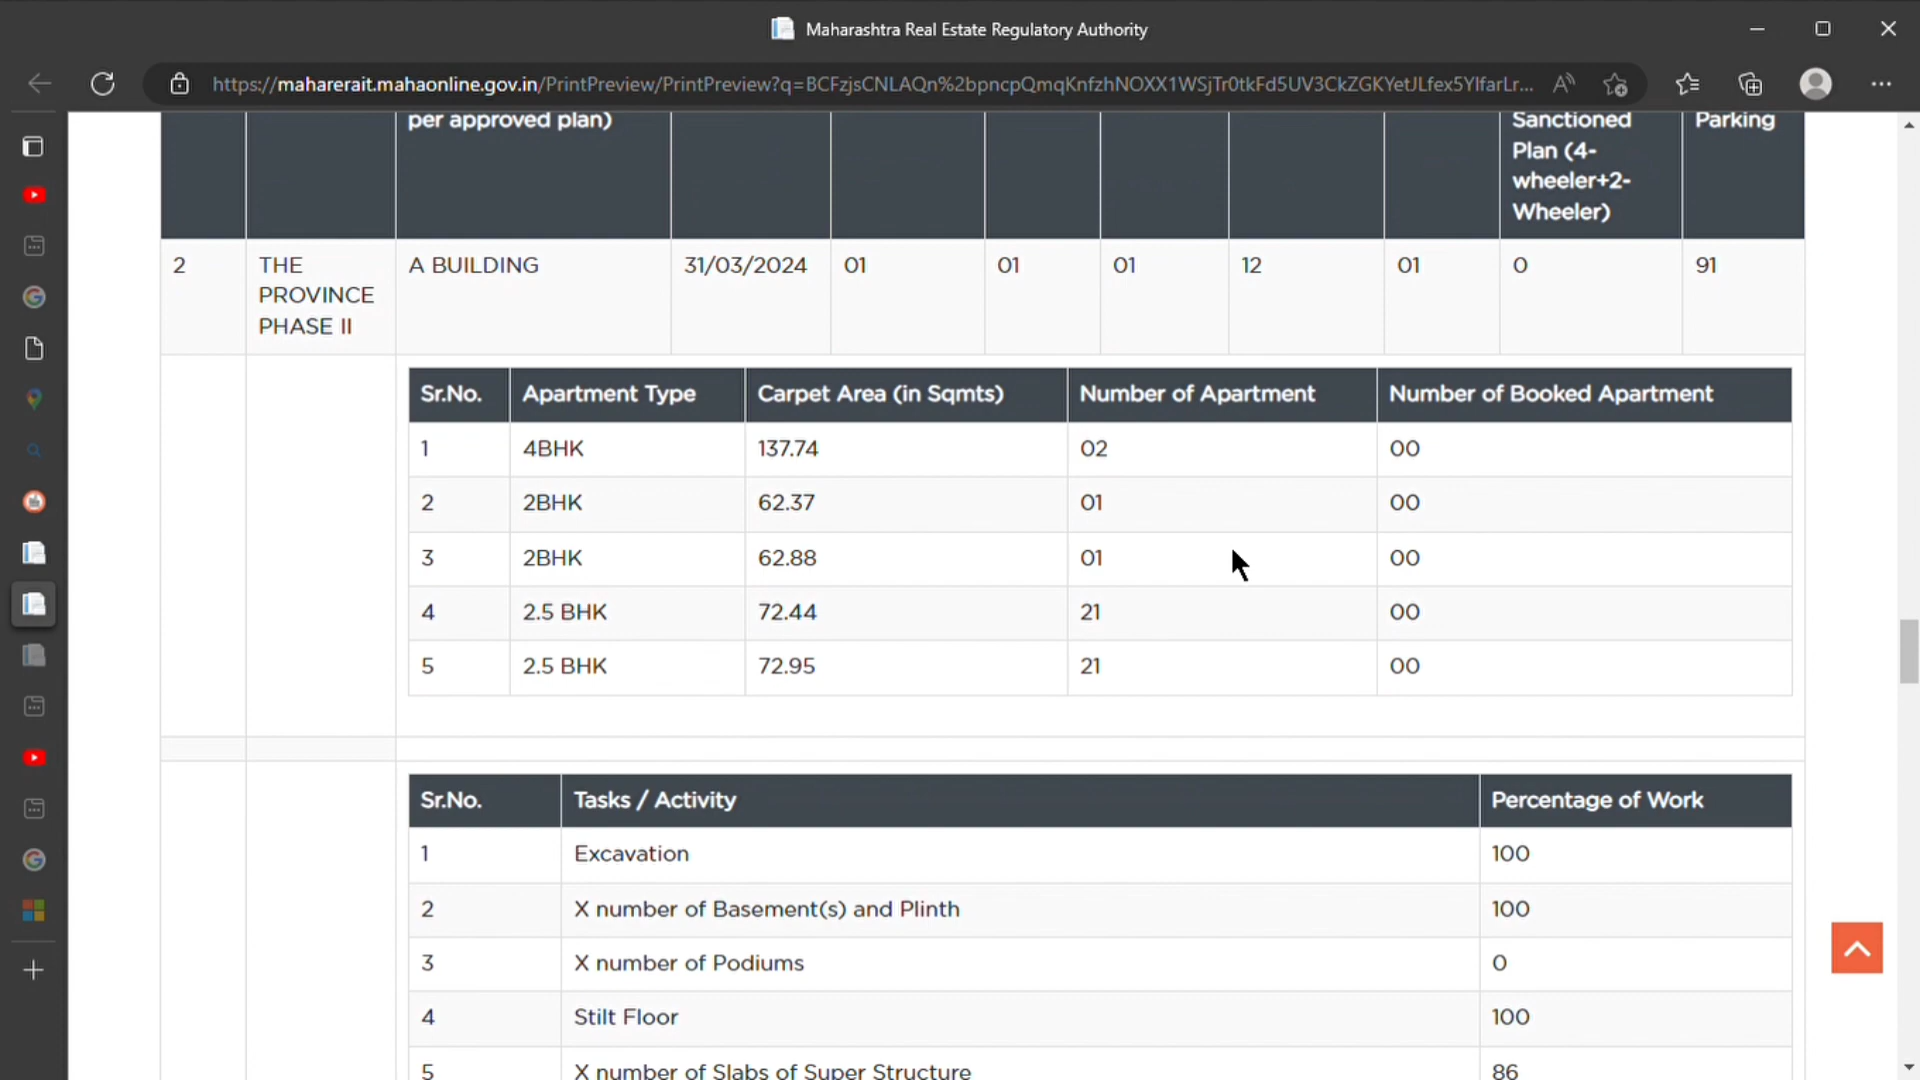 Maharashtra Real Estate Regulatory Authority
https://maharerait.mahaonline.gov.in/PrintPreview/PrintPreview?q=BCFzjsCNLAQn%2bpncpQmqKnfzhNOXX1WSjTr0tkFd5UV3CkZGKYetJLfex5YlfarLr...
per approved plan)
Sanctioned
Plan (4-
wheeler+2-
Wheeler)
Parking
2 THE PROVINCE PHASE II A BUILDING 31/03/2024 01 01 01 12 01 0 91
Sr.No. Apartment Type Carpet Area (in Sqmts) Number of Apartment Number of Booked Apartment
1 4BHK 137.74 02 00
2 2BHK 62.37 01 00
3 2BHK 62.88 01 00
4 2.5 BHK 72.44 21 00
5 2.5 BHK 72.95 21 00
Sr.No. Tasks / Activity Percentage of Work
1 Excavation 100
2 X number of Basement(s) and Plinth 100
3 X number of Podiums 0
4 Stilt Floor 100
5 X number of Slabs of Super Structure 86